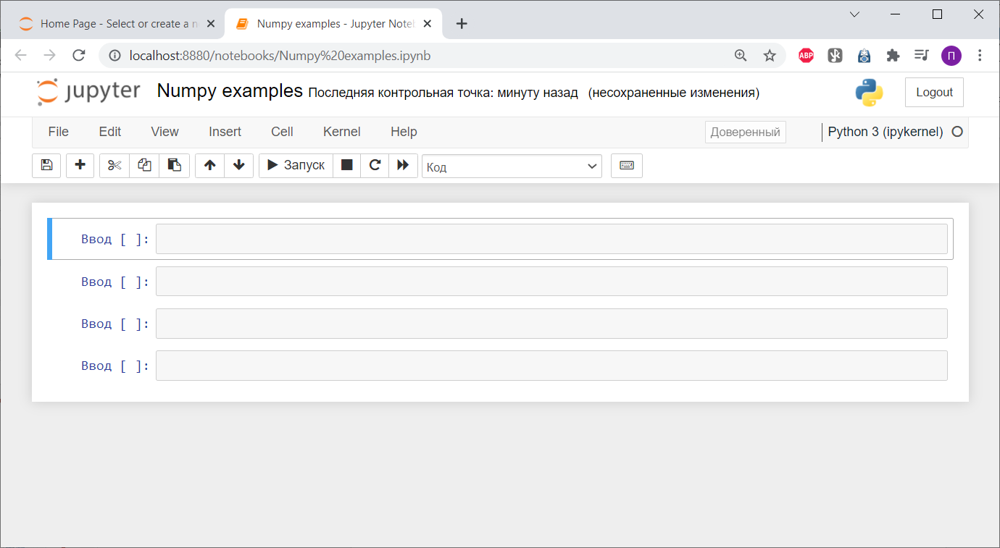 Home Page - Select or create a n
Numpy examples - Jupyter Note
localhost:8880/notebooks/Numpy%20examples.ipynb
ABP
П
jupyter Numpy examples Последняя контрольная точка: минуту назад (несохраненные изменения)
Logout
File Edit View Insert Cell Kernel Help
Доверенный
Python 3 (ipykernel)
Запуск
Код
Ввод [ ]:
Ввод [ ]:
Ввод [ ]:
Ввод [ ]: